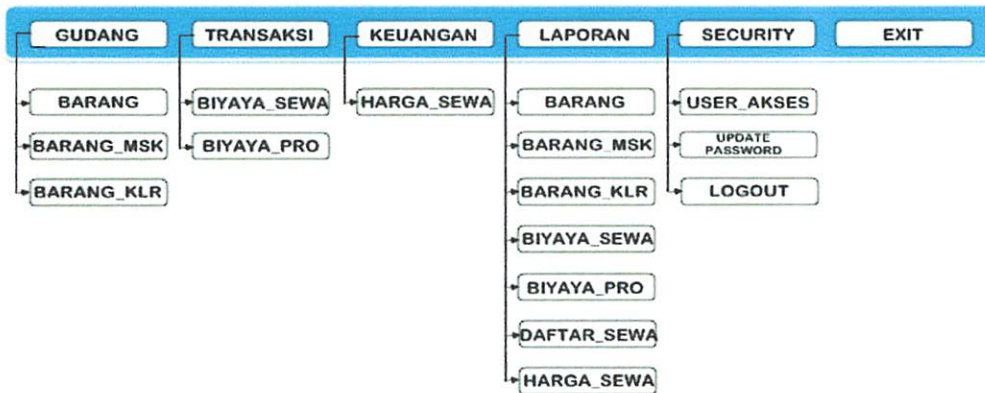 GUDANG
TRANSAKSI
KEUANGAN
LAPORAN
SECURITY
EXIT
BARANG
BARANG_MSK
BARANG_KLR
BIYAYA_SEWA
BIYAYA_PRO
HARGA_SEWA
BARANG
BARANG_MSK
BARANG_KLR
BIYAYA_SEWA
BIYAYA_PRO
DAFTAR_SEWA
HARGA_SEWA
USER_AKSES
UPDATE
PASSWORD
LOGOUT